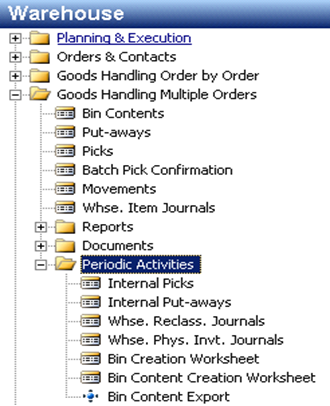 Warehouse
Planning & Execution
Orders & Contacts
Goods Handling Order by Order
Goods Handling Multiple Orders
Bin Contents
Put-aways
Picks
Batch Pick Confirmation
Movements
Whse. Item Journals
Reports
Documents
Periodic Activities
Internal Picks
Internal Put-aways
Whse. Reclass. Journals
Whse. Phys. Invt. Journals
Bin Creation Worksheet
Bin Content Creation Worksheet
Bin Content Export